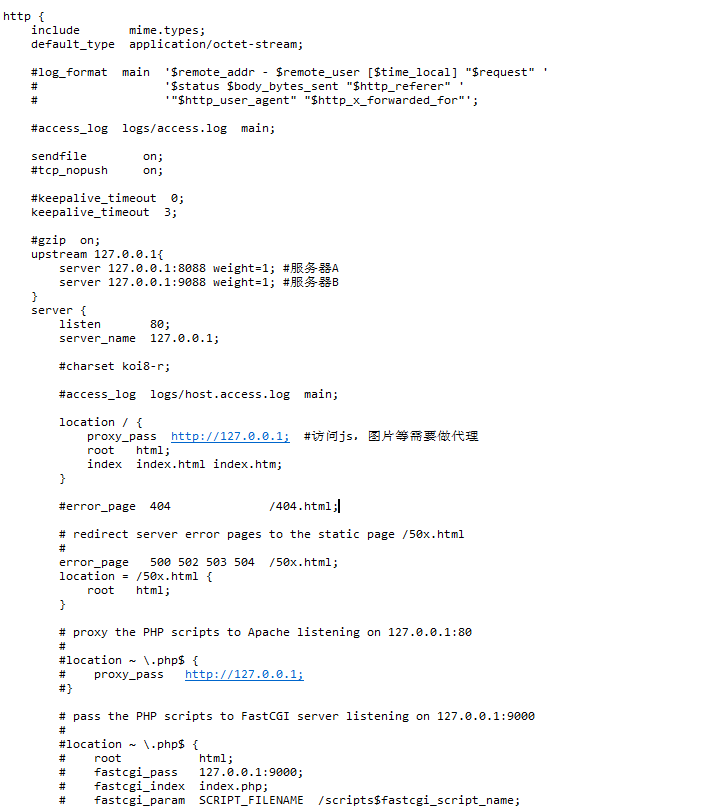 http {
    include       mime.types;
    default_type  application/octet-stream;

    #log_format  main  '$remote_addr - $remote_user [$time_local] "$request" '
    #                  '$status $body_bytes_sent "$http_referer" '
    #                  '"$http_user_agent" "$http_x_forwarded_for"';

    #access_log  logs/access.log  main;

    sendfile        on;
    #tcp_nopush     on;

    #keepalive_timeout  0;
    keepalive_timeout  3;

    #gzip  on;
    upstream 127.0.0.1{
        server 127.0.0.1:8088 weight=1; #服务器A
        server 127.0.0.1:9088 weight=1; #服务器B
    }
    server {
        listen       80;
        server_name  127.0.0.1;

        #charset koi8-r;

        #access_log  logs/host.access.log  main;

        location / {
            proxy_pass  http://127.0.0.1;  #访问js，图片等需要做代理
            root   html;
            index  index.html index.htm;
        }

        #error_page  404              /404.html;

        # redirect server error pages to the static page /50x.html
        #
        error_page   500 502 503 504  /50x.html;
        location = /50x.html {
            root   html;
        }

        # proxy the PHP scripts to Apache listening on 127.0.0.1:80
        #
        #location ~ \.php$ {
        #    proxy_pass   http://127.0.0.1;
        #}

        # pass the PHP scripts to FastCGI server listening on 127.0.0.1:9000
        #
        #location ~ \.php$ {
        #    root           html;
        #    fastcgi_pass   127.0.0.1:9000;
        #    fastcgi_index  index.php;
        #    fastcgi_param  SCRIPT_FILENAME  /scripts$fastcgi_script_name;